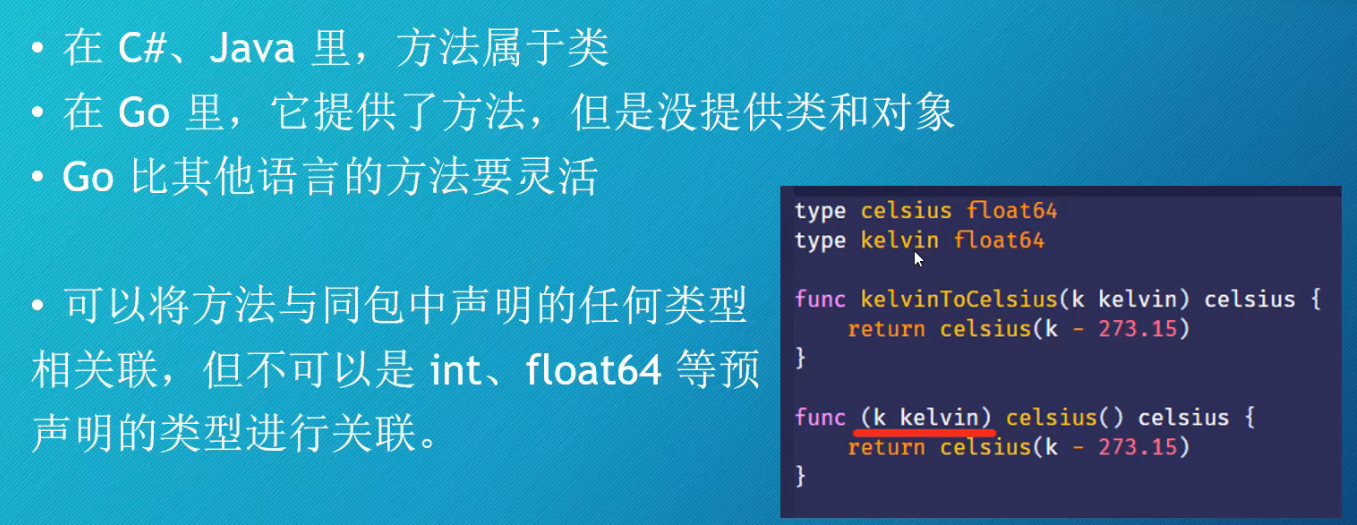 • 在 C#、Java 里，方法属于类
• 在 Go 里，它提供了方法，但是没提供类和对象
• Go 比其他语言的方法要灵活
• 可以将方法与同包中声明的任何类型
相关联，但不可以是 int、float64 等预
声明的类型进行关联。
type celsius float64
type kelvin float64
func kelvinToCelsius(k kelvin) celsius {
    return celsius(k - 273.15)
}
func (k kelvin) celsius() celsius {
    return celsius(k - 273.15)
}